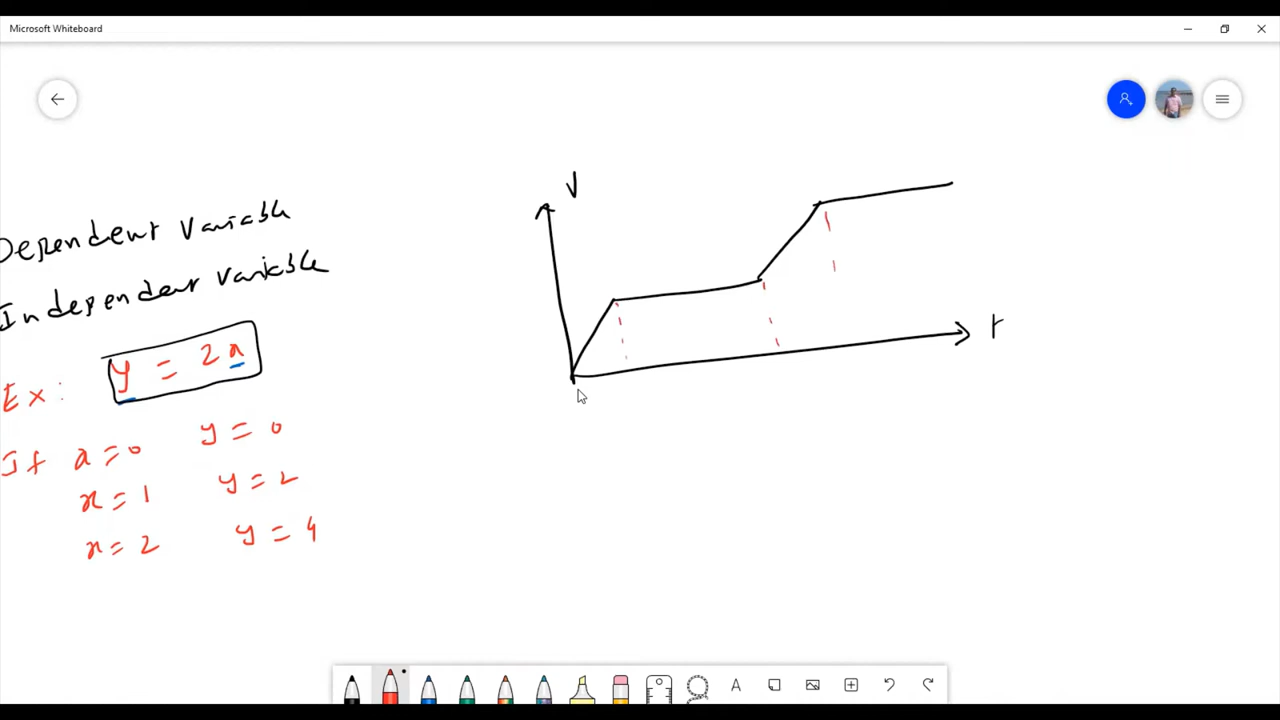 Microsoft Whiteboard
Dependent Variable
Independent Variable
Ex: y = 2x
If x = 0 y = 0
x = 1 y = 2
x = 2 y = 4
V
t
A